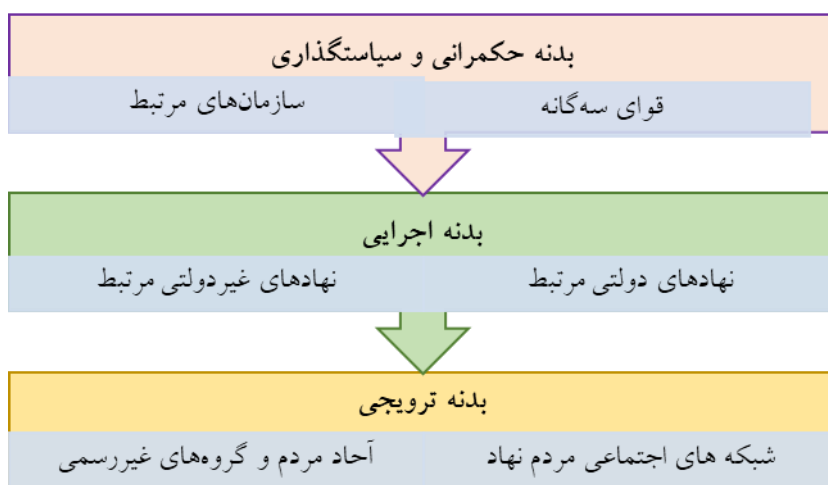 بدنه حکمرانی و سیاستگذاری
قوای سه‌گانه
سازمان‌های مرتبط
بدنه اجرایی
نهادهای دولتی مرتبط
نهادهای غیردولتی مرتبط
بدنه ترویجی
شبکه های اجتماعی مردم نهاد
آحاد مردم و گروه‌های غیررسمی